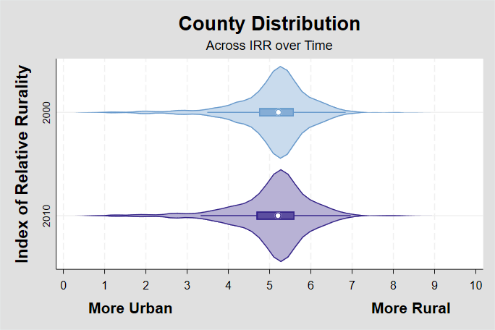 County Distribution
Across IRR over Time
Index of Relative Rurality
2000
2010
0 1 2 3 4 5 6 7 8 9 10
More Urban More Rural